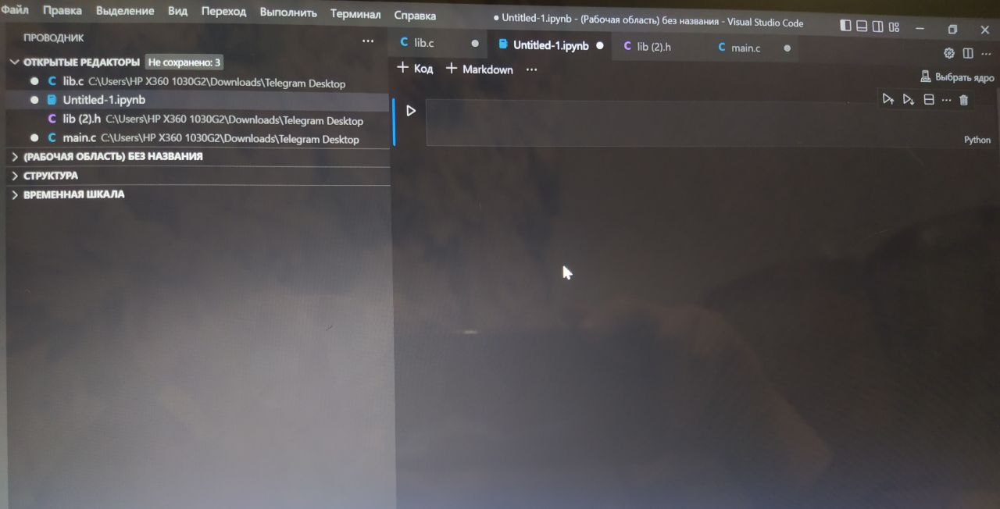 Файл Правка Выделение Вид Переход Выполнить Терминал Справка ● Untitled-1.ipynb - (Рабочая область) без названия - Visual Studio Code
ПРОВОДНИК ...
ОТКРЫТЫЕ РЕДАКТОРЫ Не сохранено: 3
lib.c C:\Users\HP X360 1030G2\Downloads\Telegram Desktop
Untitled-1.ipynb
C lib (2).h C:\Users\HP X360 1030G2\Downloads\Telegram Desktop
C main.c C:\Users\HP X360 1030G2\Downloads\Telegram Desktop
(РАБОЧАЯ ОБЛАСТЬ) БЕЗ НАЗВАНИЯ
СТРУКТУРА
ВРЕМЕННАЯ ШКАЛА
C lib.c Untitled-1.ipynb C lib (2).h C main.c
+ Код + Markdown ...
Выбрать ядро
Python